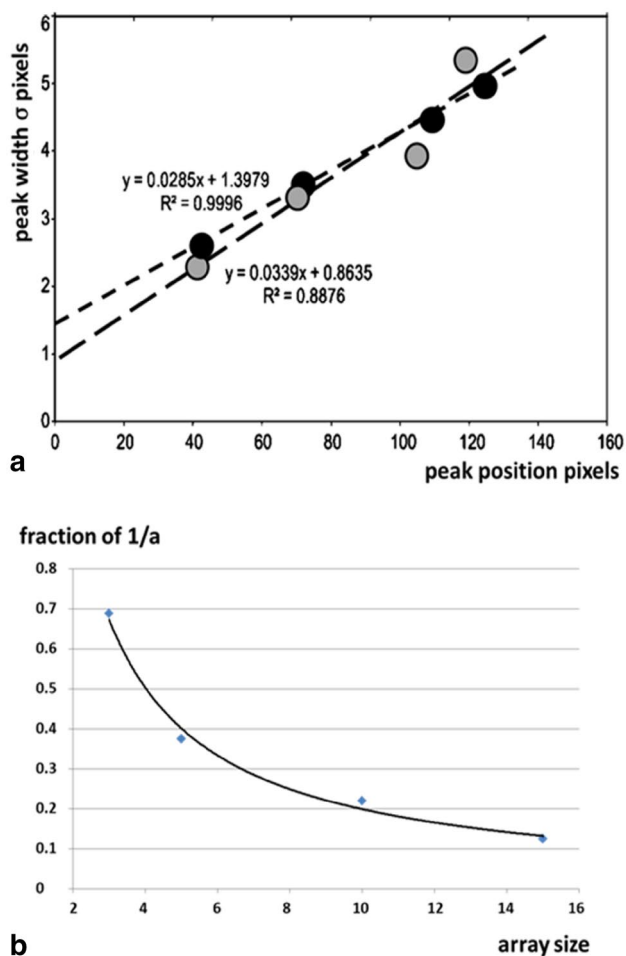 6
5
4
3
2
1
0
peak width σ pixels
y = 0.0285x + 1.3979
R² = 0.9996
y = 0.0339x + 0.8635
R² = 0.8876
0 20 40 60 80 100 120 140 160
peak position pixels
a
fraction of 1/a
0.8
0.7
0.6
0.5
0.4
0.3
0.2
0.1
0
2 4 6 8 10 12 14 16
array size
b